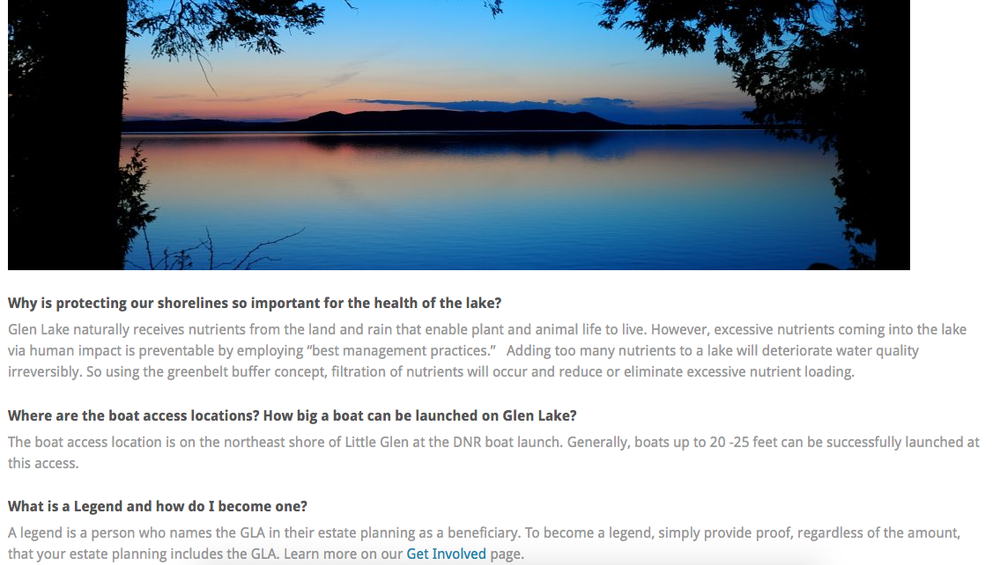 Why is protecting our shorelines so important for the health of the lake?
Glen Lake naturally receives nutrients from the land and rain that enable plant and animal life to live. However, excessive nutrients coming into the lake
via human impact is preventable by employing “best management practices.”   Adding too many nutrients to a lake will deteriorate water quality
irreversibly. So using the greenbelt buffer concept, filtration of nutrients will occur and reduce or eliminate excessive nutrient loading.
Where are the boat access locations? How big a boat can be launched on Glen Lake?
The boat access location is on the northeast shore of Little Glen at the DNR boat launch. Generally, boats up to 20 -25 feet can be successfully launched at
this access.
What is a Legend and how do I become one?
A legend is a person who names the GLA in their estate planning as a beneficiary. To become a legend, simply provide proof, regardless of the amount,
that your estate planning includes the GLA. Learn more on our Get Involved page.